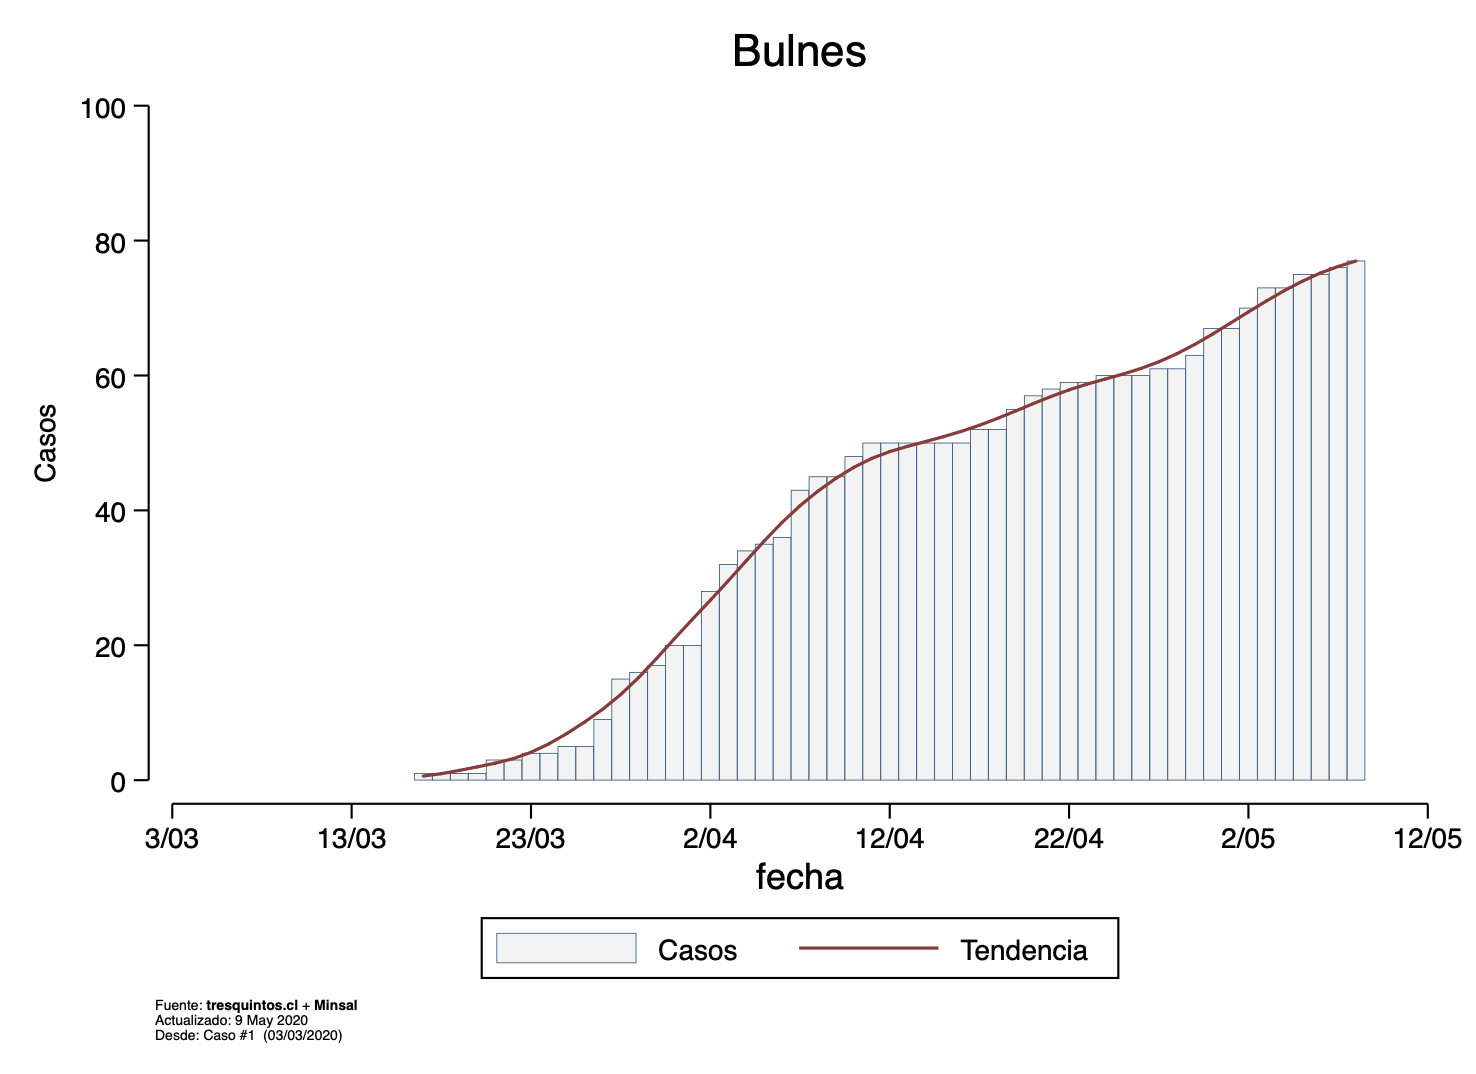 Bulnes
100
80
60
40
20
0
Casos
3/03 13/03 23/03 2/04 12/04 22/04 2/05 12/05
fecha
Casos Tendencia
Fuente: tresquintos.cl + Minsal
Actualizado: 9 May 2020
Desde: Caso #1 (03/03/2020)